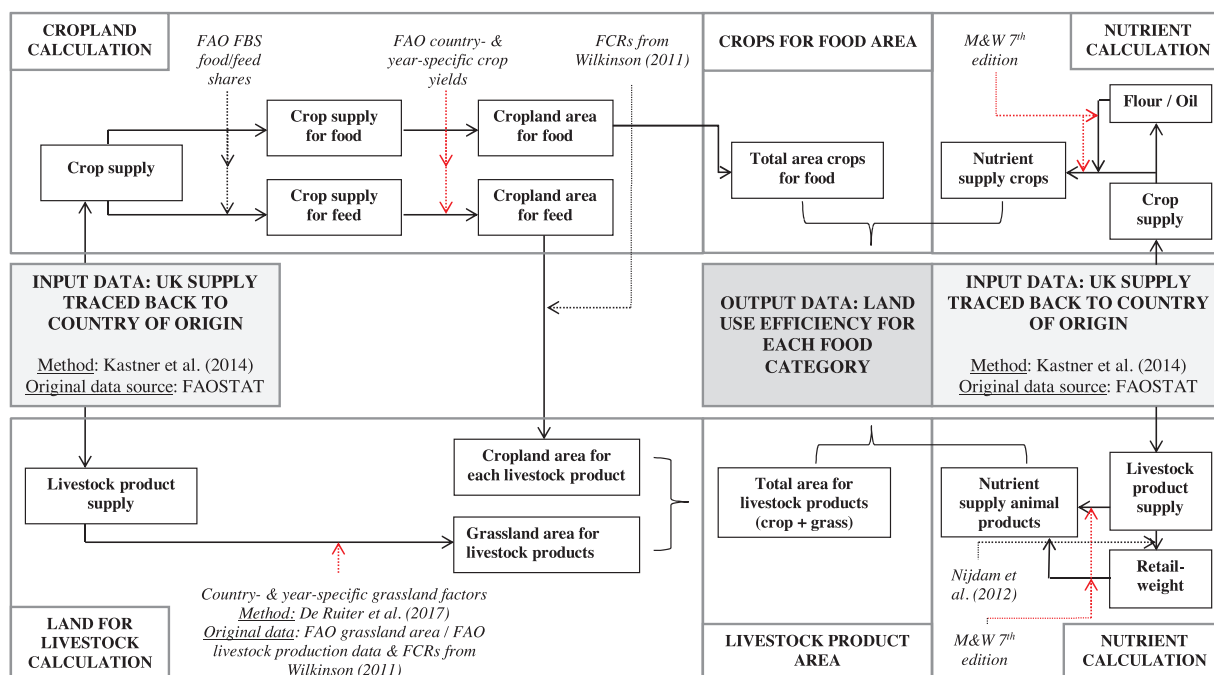 CROPLAND
CALCULATION
FAO FBS
food/feed
shares
FAO country- &
year-specific crop
yields
FCRs from
Wilkinson (2011)
Crop supply
Crop supply
for food
Crop supply
for feed
Cropland area
for food
Cropland area
for feed
CROPS FOR FOOD AREA
Total area crops
for food
M&W 7th
edition
NUTRIENT
CALCULATION
Flour / Oil
Nutrient
supply crops
Crop
supply
INPUT DATA: UK SUPPLY
TRACED BACK TO
COUNTRY OF ORIGIN
Method: Kastner et al. (2014)
Original data source: FAOSTAT
OUTPUT DATA: LAND
USE EFFICIENCY FOR
EACH FOOD
CATEGORY
INPUT DATA: UK SUPPLY
TRACED BACK TO COUNTRY
OF ORIGIN
Method: Kastner et al. (2014)
Original data source: FAOSTAT
Livestock product
supply
Cropland area for
each livestock product
Grassland area for
livestock products
Country- & year-specific grassland factors
Method: De Ruiter et al. (2017)
Original data: FAO grassland area / FAO
livestock production data & FCRs from
Wilkinson (2011)
LAND FOR
LIVESTOCK
CALCULATION
Total area for
livestock products
(crop + grass)
LIVESTOCK PRODUCT
AREA
Nutrient
supply animal
products
Livestock
product
supply
Retail-
weight
Nijdam et
al. (2012)
M&W 7th
edition
NUTRIENT
CALCULATION